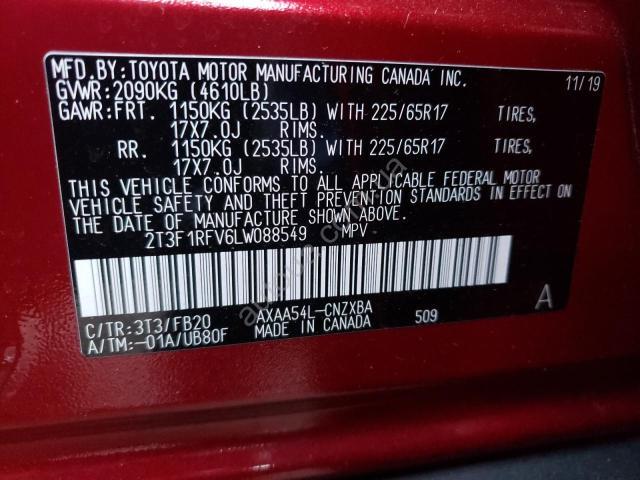 MFD.BY:TOYOTA MOTOR MANUFACTURING CANADA INC. 11/19
GVWR:2090KG (4610LB)
GAWR:FRT. 1150KG (2535LB) WITH 225/65R17 TIRES,
17X7.0J RIMS.
RR. 1150KG (2535LB) WITH 225/65R17 TIRES,
17X7.0J RIMS.
THIS VEHICLE CONFORMS TO ALL APPLICABLE FEDERAL MOTOR
VEHICLE SAFETY AND THEFT PREVENTION STANDARDS IN EFFECT ON
THE DATE OF MANUFACTURE SHOWN ABOVE.
2T3F1RFV6LW088549 MPV
A
C/TR:3T3/FB20 AXAA54L-CNZXBA 509
A/TM:-01A/UB80F MADE IN CANADA